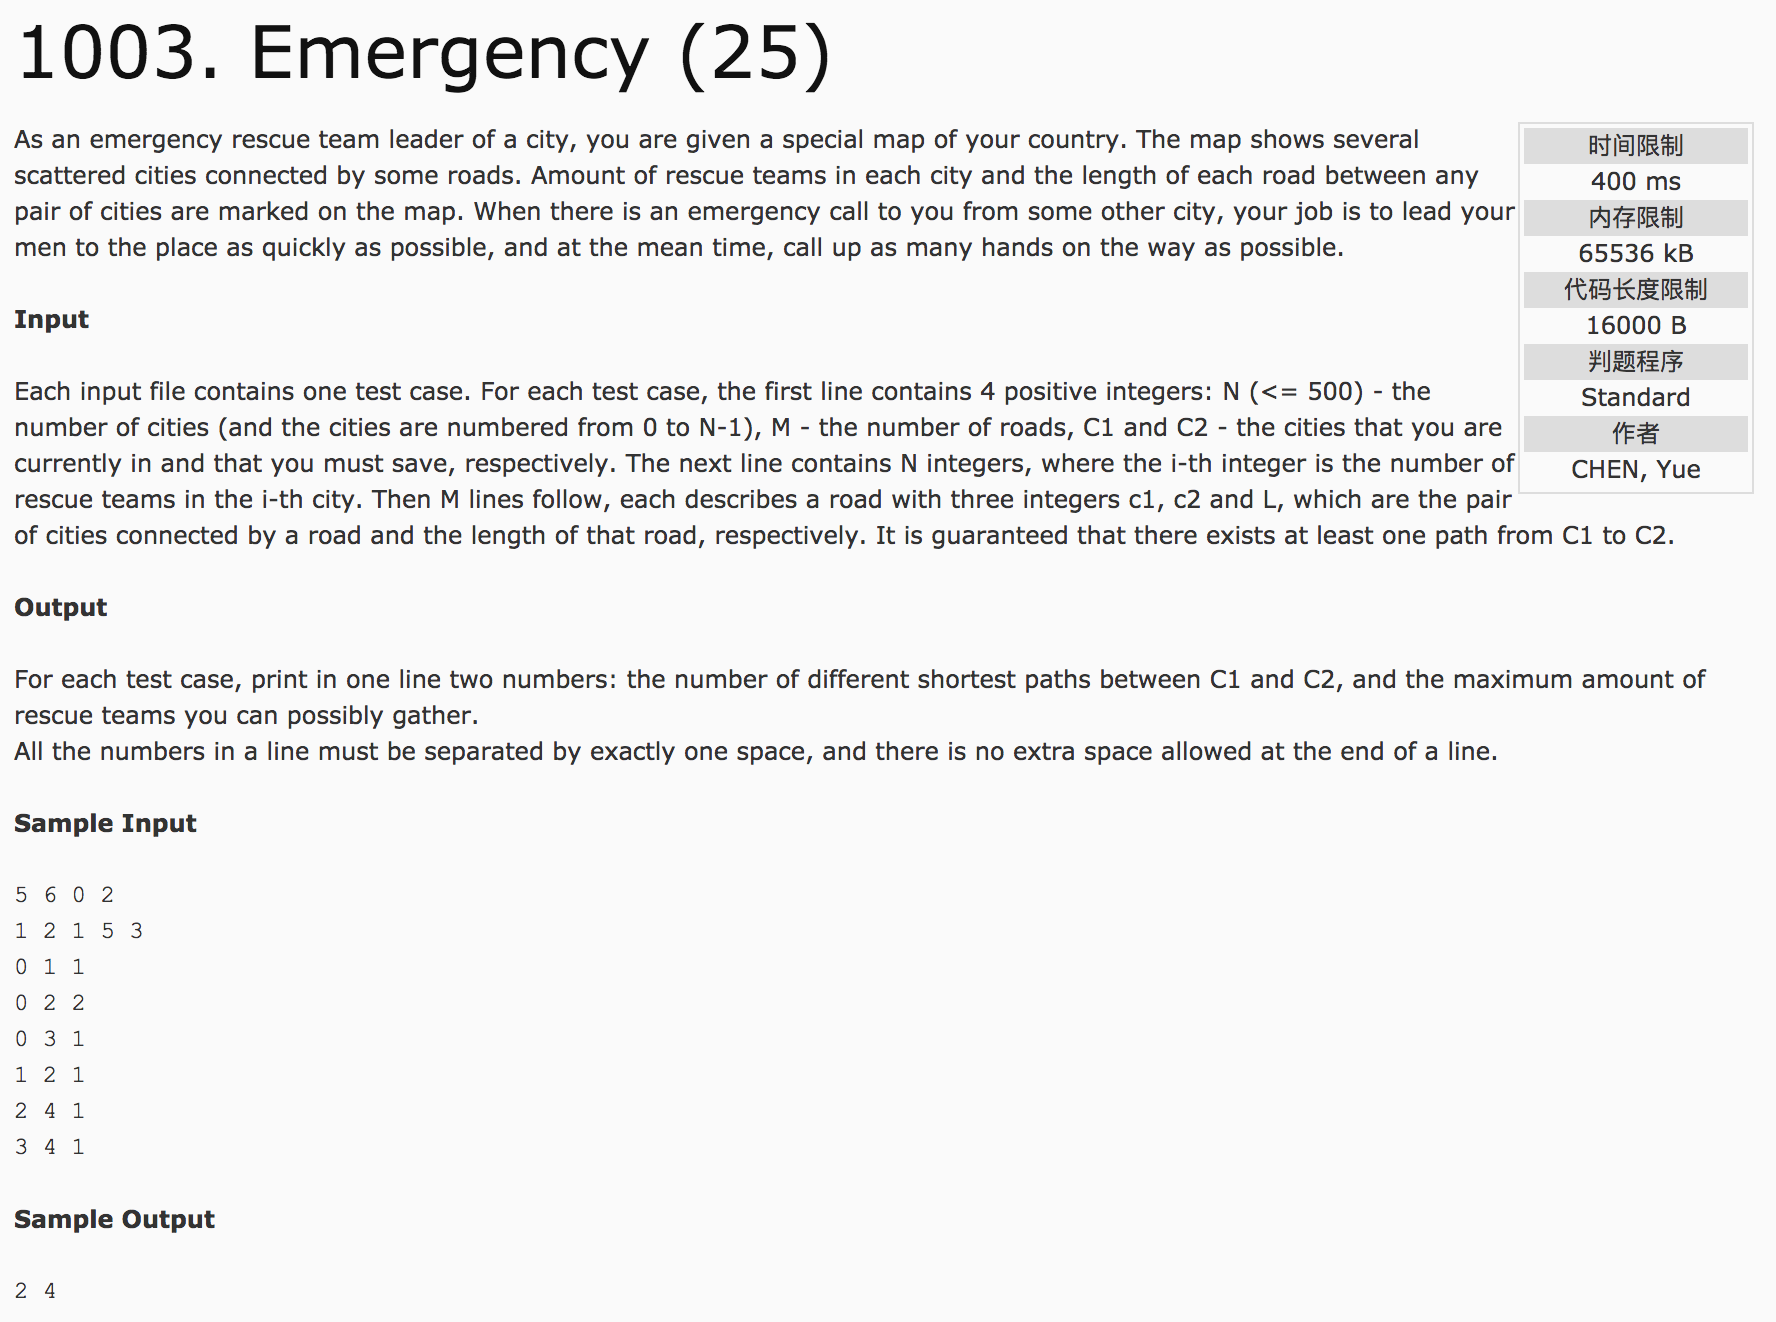 1003. Emergency (25)
As an emergency rescue team leader of a city, you are given a special map of your country. The map shows several
scattered cities connected by some roads. Amount of rescue teams in each city and the length of each road between any
pair of cities are marked on the map. When there is an emergency call to you from some other city, your job is to lead your
men to the place as quickly as possible, and at the mean time, call up as many hands on the way as possible.
时间限制
400 ms
内存限制
65536 kB
代码长度限制
16000 B
判题程序
Standard
作者
CHEN, Yue
Input
Each input file contains one test case. For each test case, the first line contains 4 positive integers: N (<= 500) - the
number of cities (and the cities are numbered from 0 to N-1), M - the number of roads, C1 and C2 - the cities that you are
currently in and that you must save, respectively. The next line contains N integers, where the i-th integer is the number of
rescue teams in the i-th city. Then M lines follow, each describes a road with three integers c1, c2 and L, which are the pair
of cities connected by a road and the length of that road, respectively. It is guaranteed that there exists at least one path from C1 to C2.
Output
For each test case, print in one line two numbers: the number of different shortest paths between C1 and C2, and the maximum amount of
rescue teams you can possibly gather.
All the numbers in a line must be separated by exactly one space, and there is no extra space allowed at the end of a line.
Sample Input
5 6 0 2
1 2 1 5 3
0 1 1
0 2 2
0 3 1
1 2 1
2 4 1
3 4 1
Sample Output
2 4